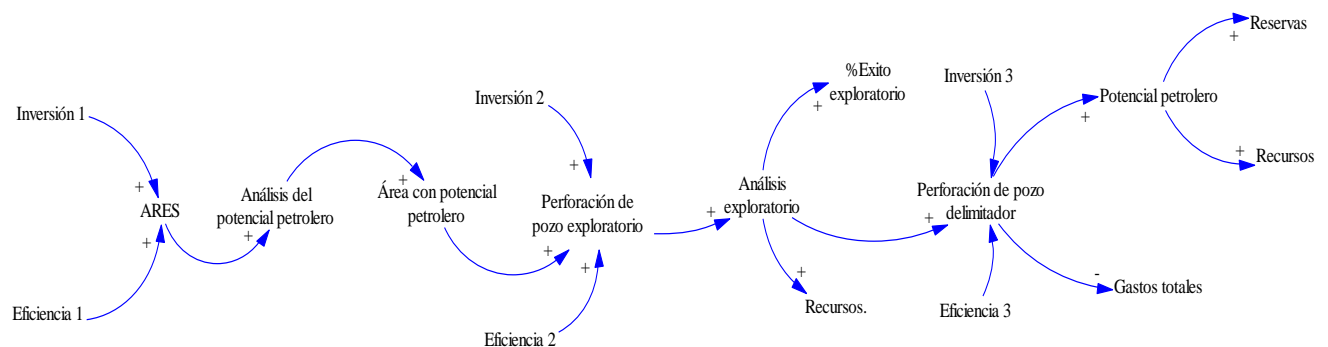 Inversión 1
+
ARES
+
Eficiencia 1
Análisis del
potencial petrolero
+
+
Área con potencial
petrolero
Inversión 2
+
Perforación de
pozo exploratorio
+
+
Eficiencia 2
%Exito
exploratorio
+
Análisis
exploratorio
+
+
Recursos.
Inversión 3
+
Perforación de pozo
delimitador
+
+
Eficiencia 3
Potencial petrolero
+
Reservas
+
+
Recursos
-
Gastos totales